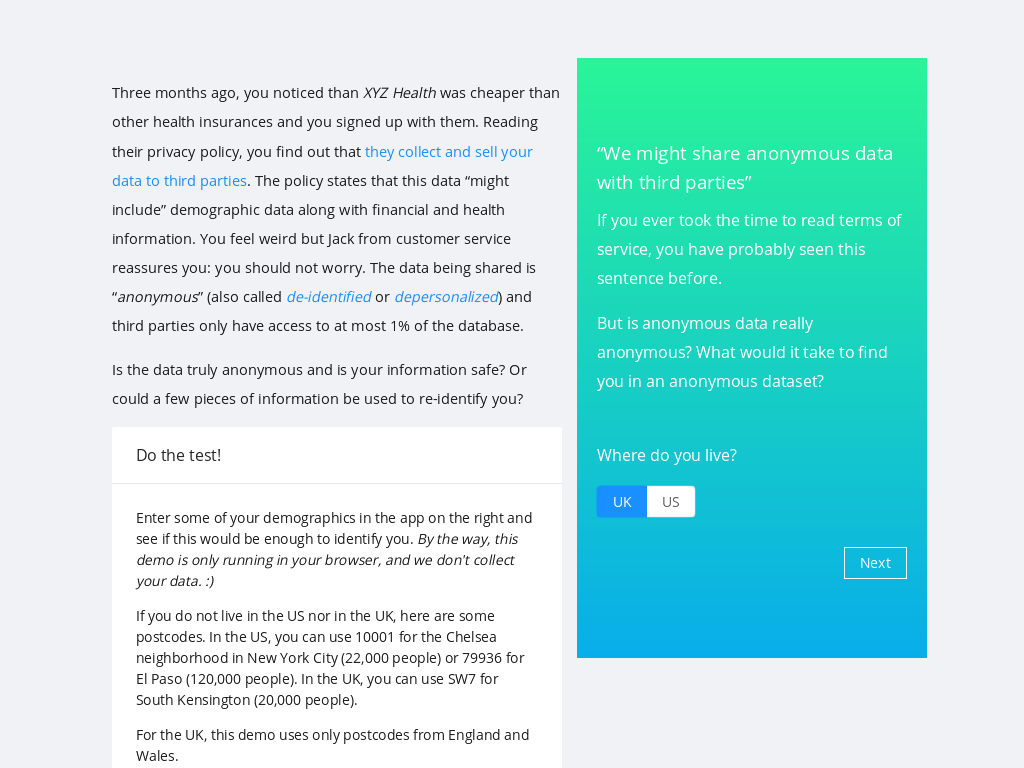 Three months ago, you noticed than XYZ Health was cheaper than
other health insurances and you signed up with them. Reading
their privacy policy, you find out that they collect and sell your
data to third parties. The policy states that this data “might
include” demographic data along with financial and health
information. You feel weird but Jack from customer service
reassures you: you should not worry. The data being shared is
“anonymous” (also called de-identified or depersonalized) and
third parties only have access to at most 1% of the database.
Is the data truly anonymous and is your information safe? Or
could a few pieces of information be used to re-identify you?
Do the test!
Enter some of your demographics in the app on the right and
see if this would be enough to identify you. By the way, this
demo is only running in your browser, and we don't collect
your data. :)
If you do not live in the US nor in the UK, here are some
postcodes. In the US, you can use 10001 for the Chelsea
neighborhood in New York City (22,000 people) or 79936 for
El Paso (120,000 people). In the UK, you can use SW7 for
South Kensington (20,000 people).
For the UK, this demo uses only postcodes from England and
Wales.
“We might share anonymous data
with third parties”
If you ever took the time to read terms of
service, you have probably seen this
sentence before.
But is anonymous data really
anonymous? What would it take to find
you in an anonymous dataset?
Where do you live?
UK US
Next